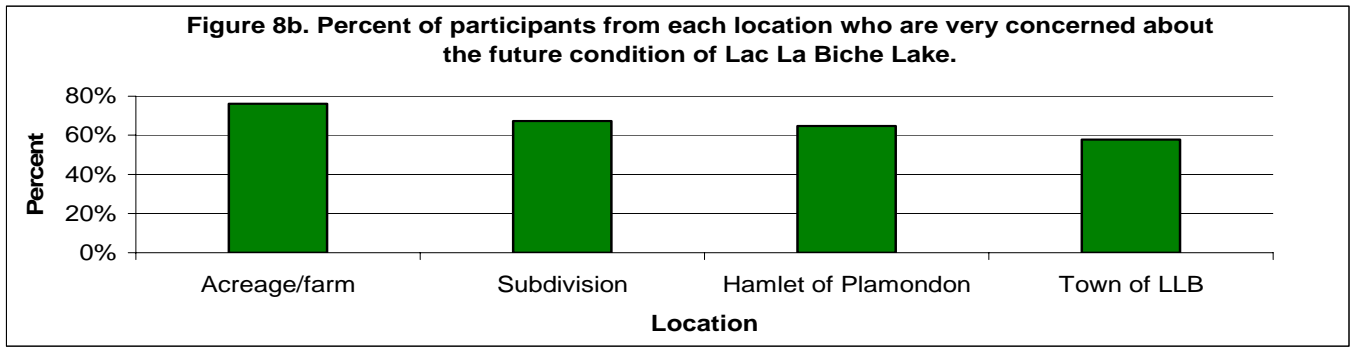 Figure 8b. Percent of participants from each location who are very concerned about
the future condition of Lac La Biche Lake.
80%
60%
40%
20%
0%
Percent
Acreage/farm
Subdivision
Hamlet of Plamondon
Town of LLB
Location